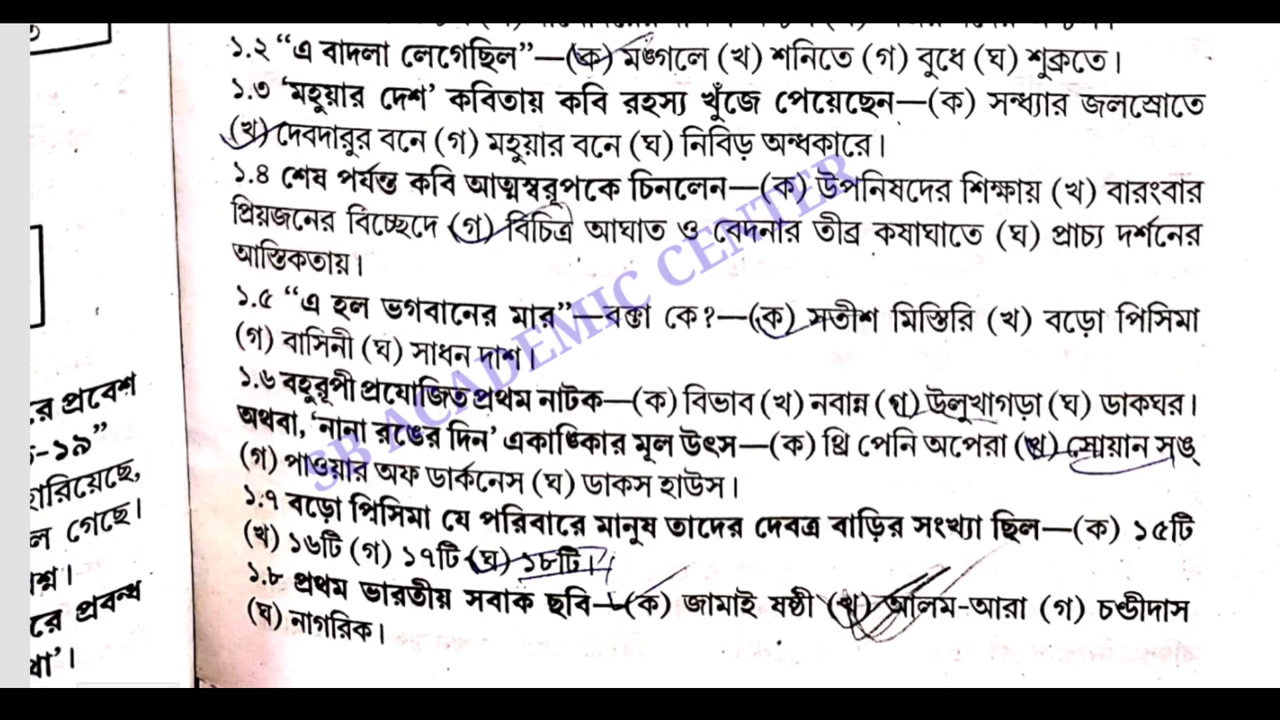 ১.২ “এ বাদলা লেগেছিল”—(ক) মঙ্গলে (খ) শনিতে (গ) বুধে (ঘ) শুক্রতে।
১.৩ ‘মহুয়ার দেশ’ কবিতায় কবি রহস্য খুঁজে পেয়েছেন—(ক) সন্ধ্যার জলস্রোতে
(খ) দেবদারুর বনে (গ) মহুয়ার বনে (ঘ) নিবিড় অন্ধকারে।
১.৪ শেষ পর্যন্ত কবি আত্মস্বরূপকে চিনলেন—(ক) উপনিষদের শিক্ষায় (খ) বারংবার
প্রিয়জনের বিচ্ছেদে (গ) বিচিত্র আঘাত ও বেদনার তীব্র কষাঘাতে (ঘ) প্রাচ্য দর্শনের
আস্তিকতায়।
১.৫ “এ হল ভগবানের মার”—বক্তা কে?—(ক) সতীশ মিস্তিরি (খ) বড়ো পিসিমা
(গ) বাসিনী (ঘ) সাধন দাশ।
১.৬ বহুরূপী প্রযোজিত প্রথম নাটক—(ক) বিভাব (খ) নবান্ন (গ) উলুখাগড়া (ঘ) ডাকঘর।
অথবা, ‘নানা রঙের দিন’ একাঙ্কিকার মূল উৎস—(ক) থ্রি পেনি অপেরা (খ) সোয়ান সঙ্
(গ) পাওয়ার অফ ডার্কনেস (ঘ) ডাকস হাউস।
১.৭ বড়ো পিসিমা যে পরিবারে মানুষ তাদের দেবত্র বাড়ির সংখ্যা ছিল—(ক) ১৫টি
(খ) ১৬টি (গ) ১৭টি (ঘ) ১৮টি।
১.৮ প্রথম ভারতীয় সবাক ছবি—(ক) জামাই ষষ্ঠী (খ) আলম-আরা (গ) চণ্ডীদাস
(ঘ) নাগরিক।
SB ACADEMIC CENTER
রে প্রবেশ
-১৯”
হারিয়েছে,
ল গেছে।
শ্ন।
রে প্রবন্ধ
খা’।